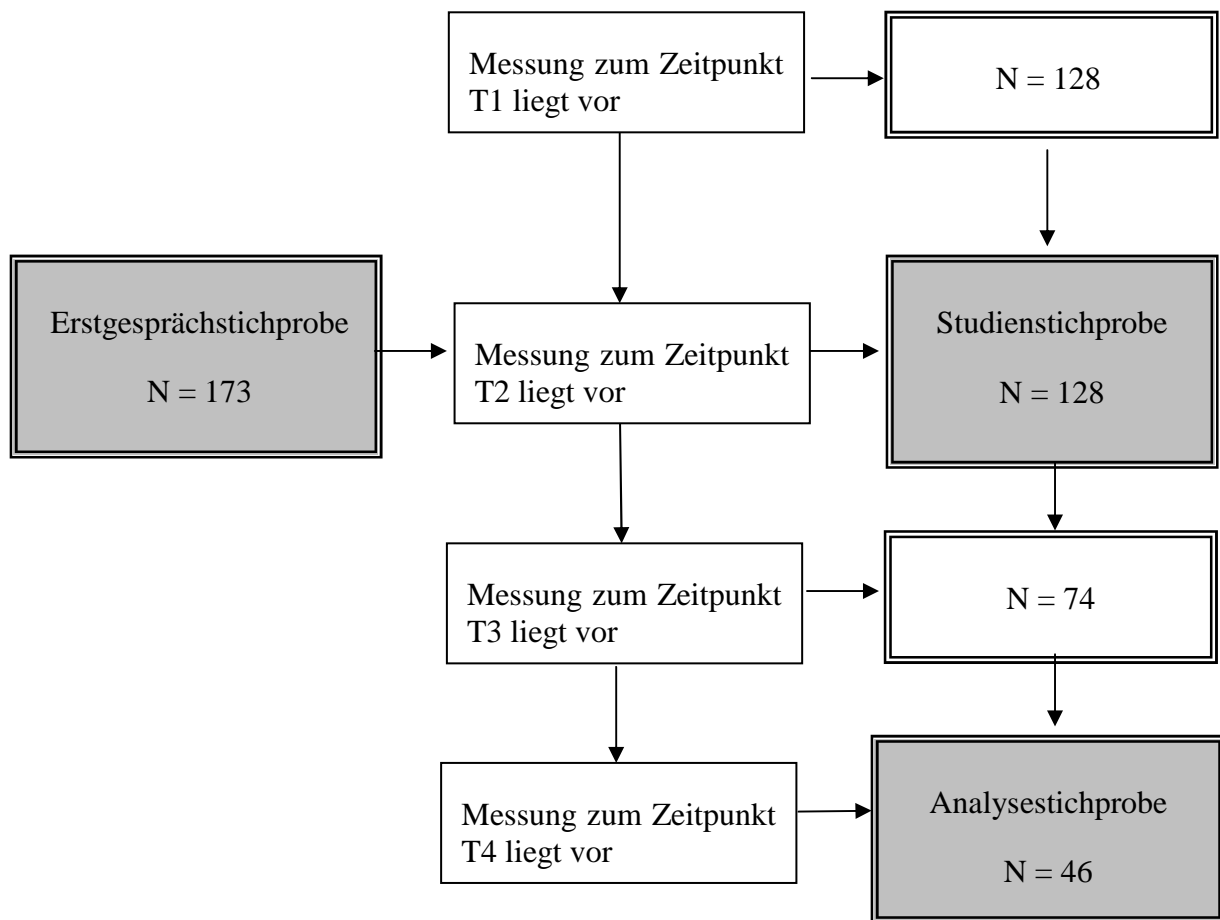 Messung zum Zeitpunkt
T1 liegt vor
N = 128
Erstgesprächstichprobe
N = 173
Messung zum Zeitpunkt
T2 liegt vor
Studienstichprobe
N = 128
Messung zum Zeitpunkt
T3 liegt vor
N = 74
Messung zum Zeitpunkt
T4 liegt vor
Analysestichprobe
N = 46